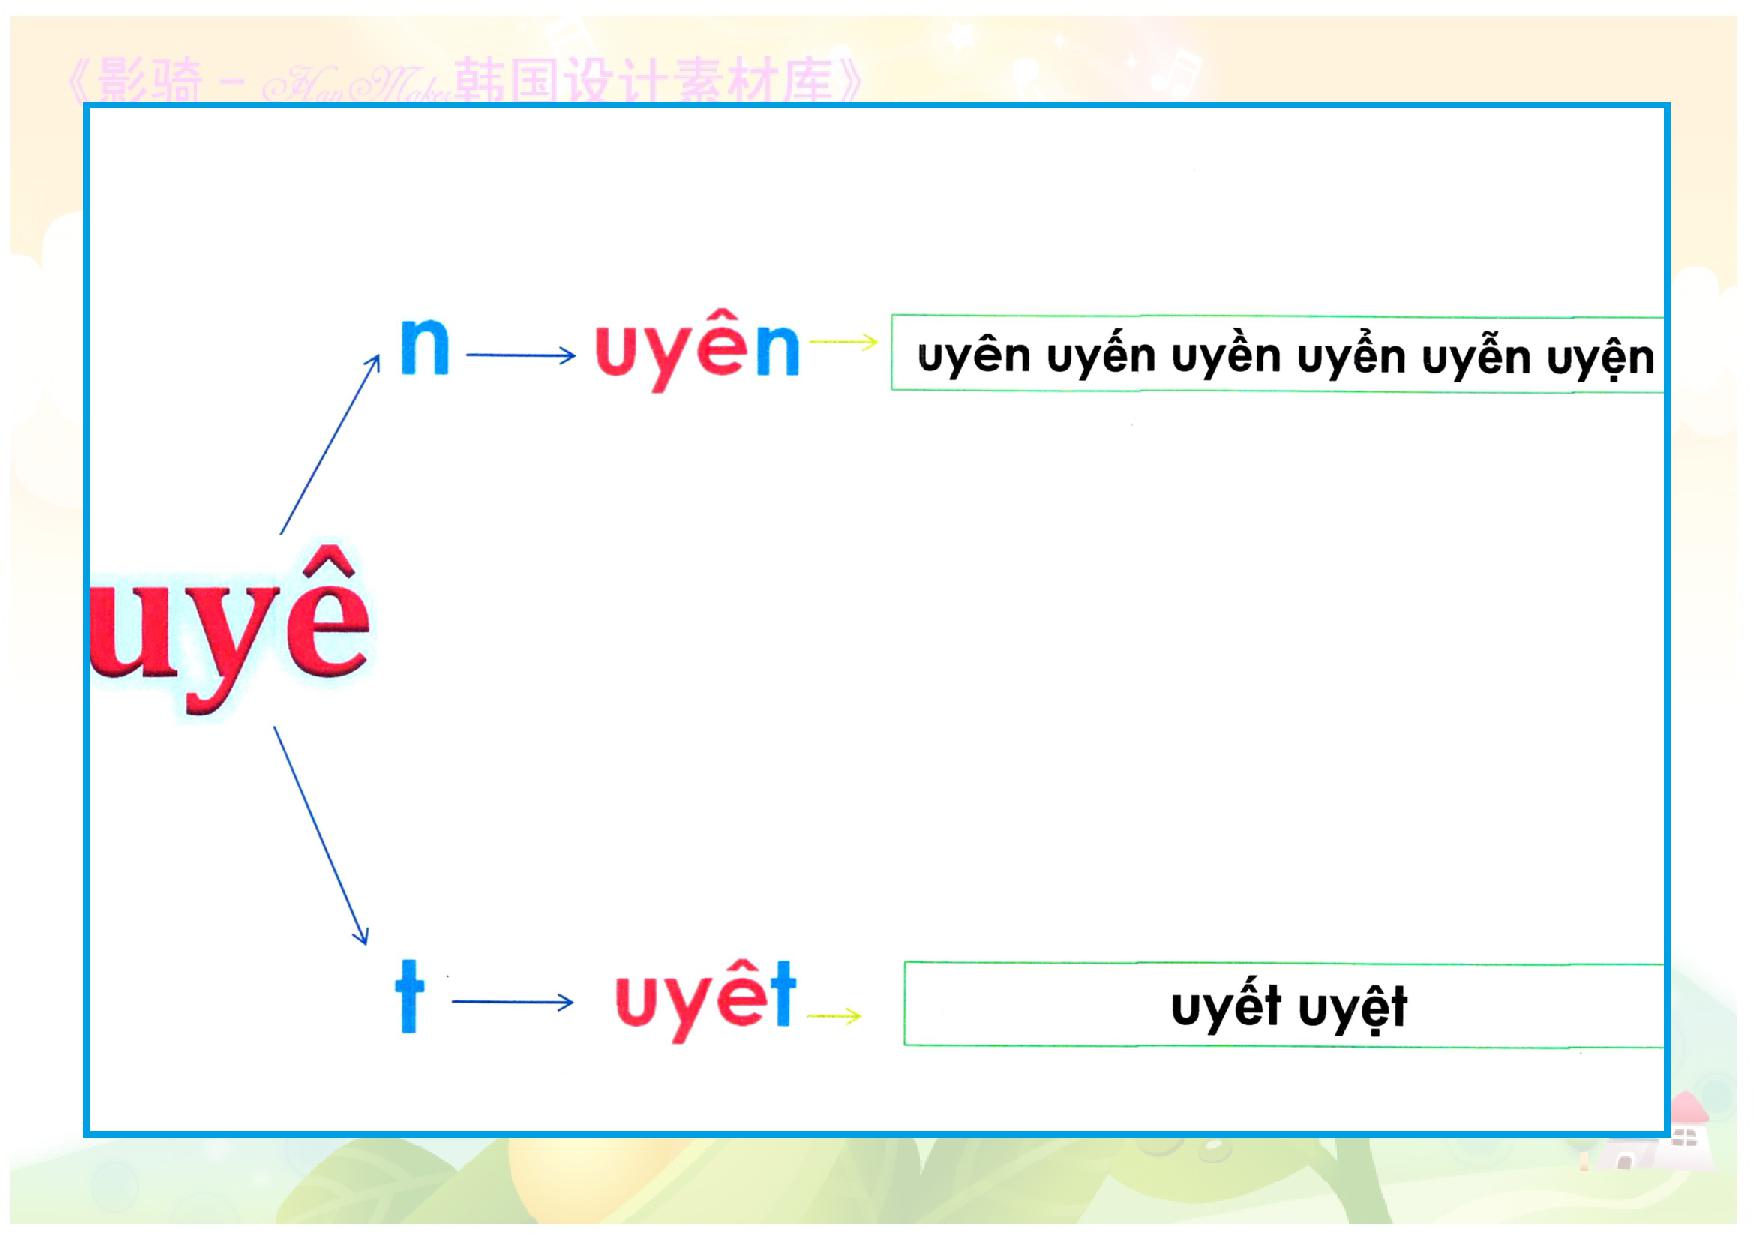 《影骑 - HanMaker韩国设计素材库》
n uyên uyên uyến uyền uyển uyễn uyện
uyê
t uyêt uyết uyệt